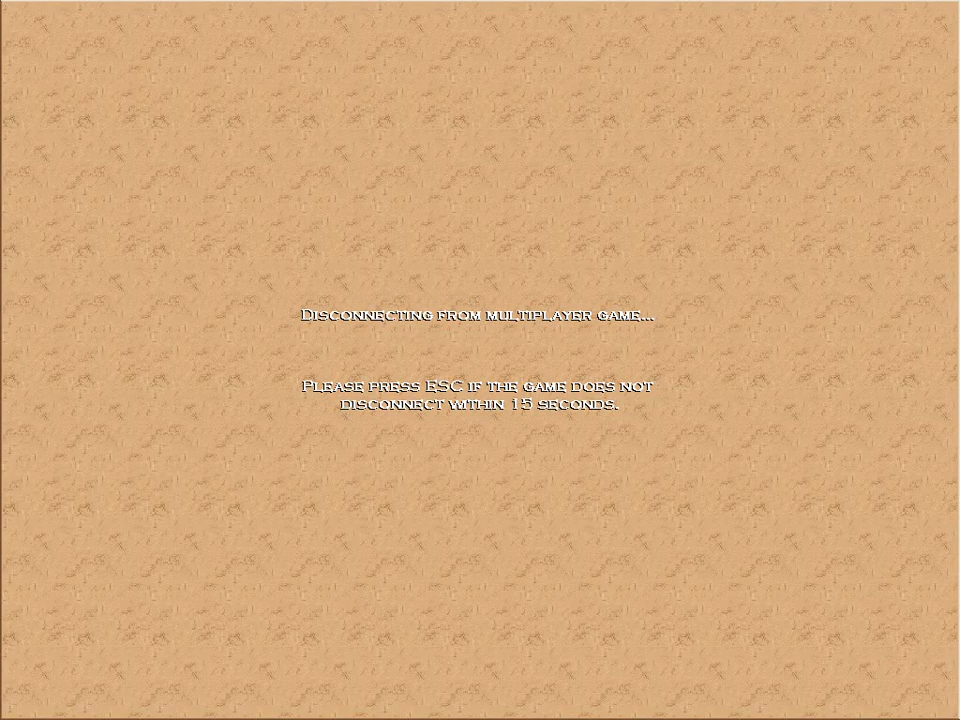 Disconnecting from multiplayer game...
Please press ESC if the game does not
disconnect within 15 seconds.